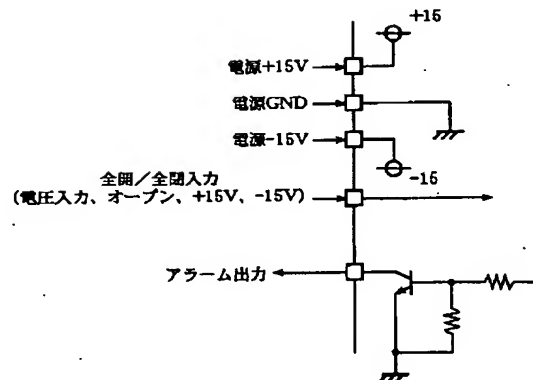 +15
電源+15V
電源GND
電源-15V
-15
全開／全閉入力
(電圧入力、オープン、+15V、-15V)
アラーム出力